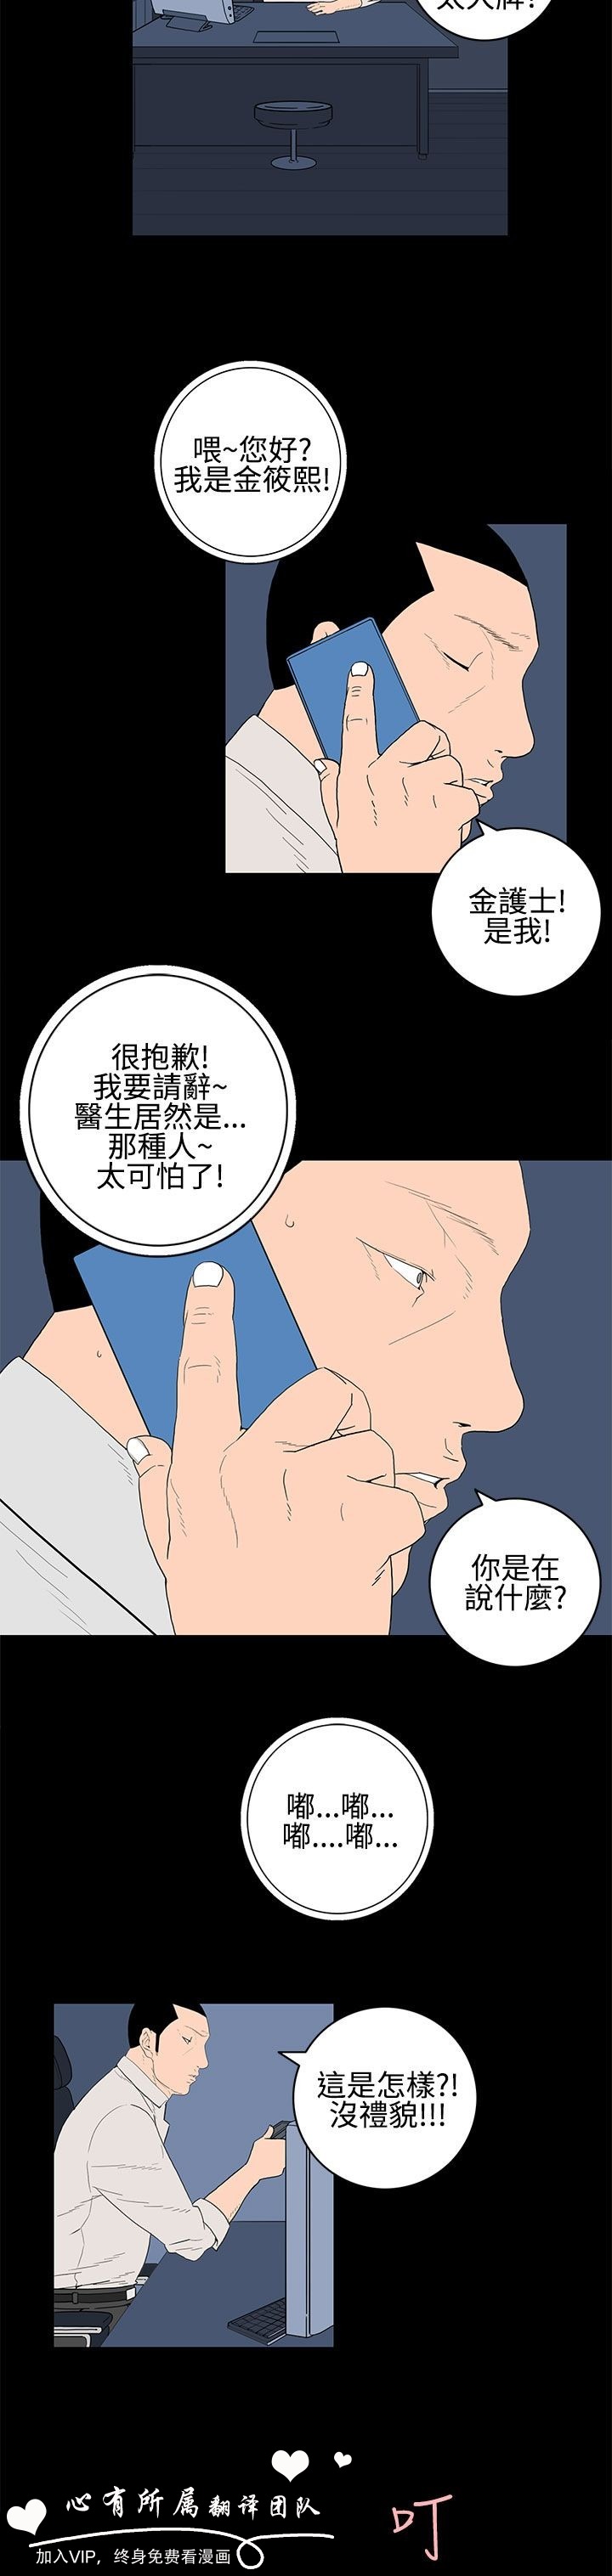 太大牌?
喂~您好?
我是金筱熙!
金護士!
是我!
很抱歉!
我要請辭~
醫生居然是...
那種人~
太可怕了!
你是在
說什麼?
嘟...嘟...
嘟....嘟...
這是怎樣?!
沒禮貌!!!
心有所属翻译团队
加入VIP，终身免费看漫画
叮